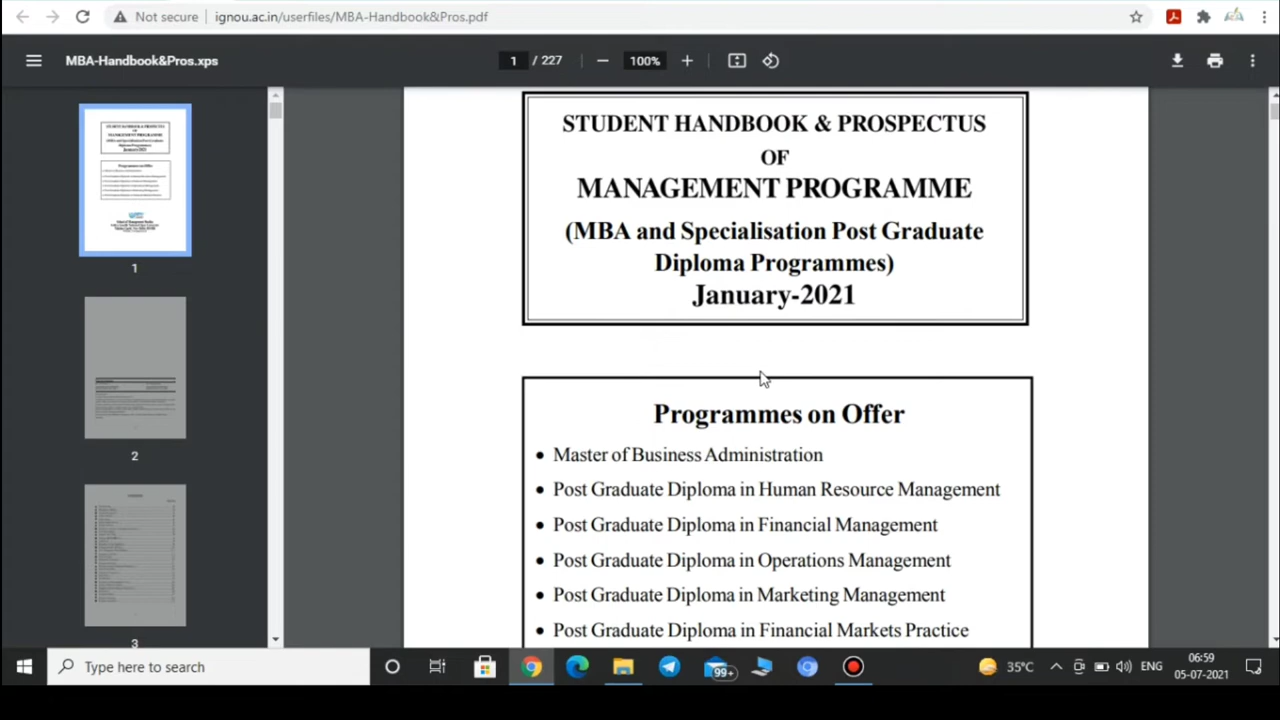 Not secure
ignou.ac.in/userfiles/MBA-Handbook&Pros.pdf
MBA-Handbook&Pros.xps
1 / 227
100%
1
2
3
STUDENT HANDBOOK & PROSPECTUS
OF
MANAGEMENT PROGRAMME
(MBA and Specialisation Post Graduate
Diploma Programmes)
January-2021
Programmes on Offer
• Master of Business Administration
• Post Graduate Diploma in Human Resource Management
• Post Graduate Diploma in Financial Management
• Post Graduate Diploma in Operations Management
• Post Graduate Diploma in Marketing Management
• Post Graduate Diploma in Financial Markets Practice
Type here to search
99+
35°C
ENG
06:59
05-07-2021